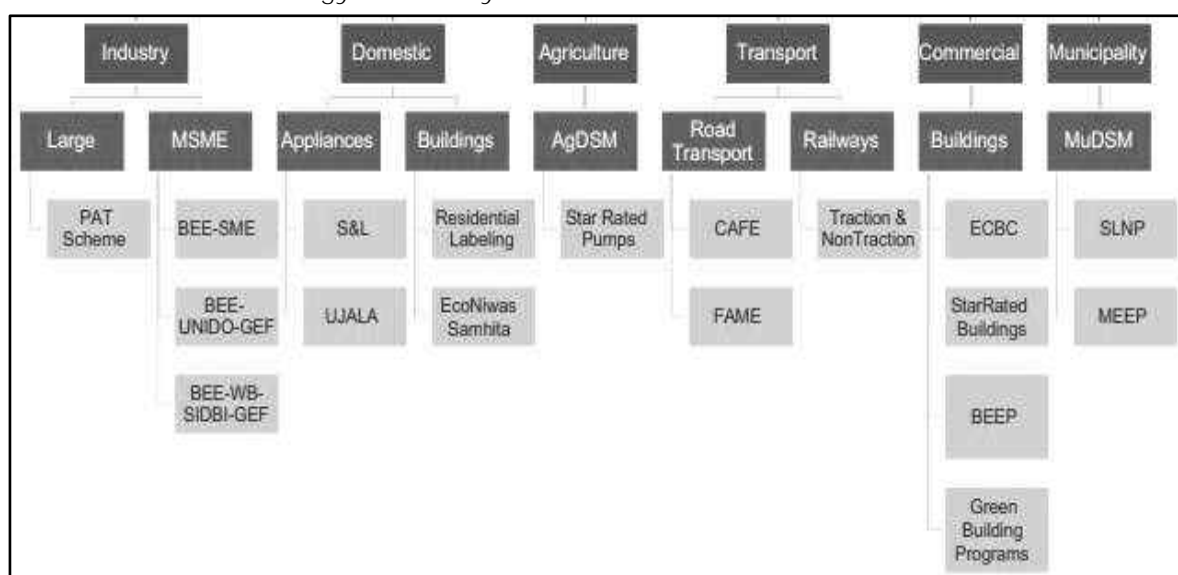 Industry
Domestic
Agriculture
Transport
Commercial
Municipality
Large
MSME
Appliances
Buildings
AgDSM
Road
Transport
Railways
Buildings
MuDSM
PAT
Scheme
BEE-SME
S&L
Residential
Labeling
Star Rated
Pumps
CAFE
Traction &
NonTraction
ECBC
SLNP
BEE-
UNIDO-GEF
UJALA
EcoNiwas
Samhita
FAME
StarRated
Buildings
MEEP
BEE-WB-
SIDBI-GEF
BEEP
Green
Building
Programs